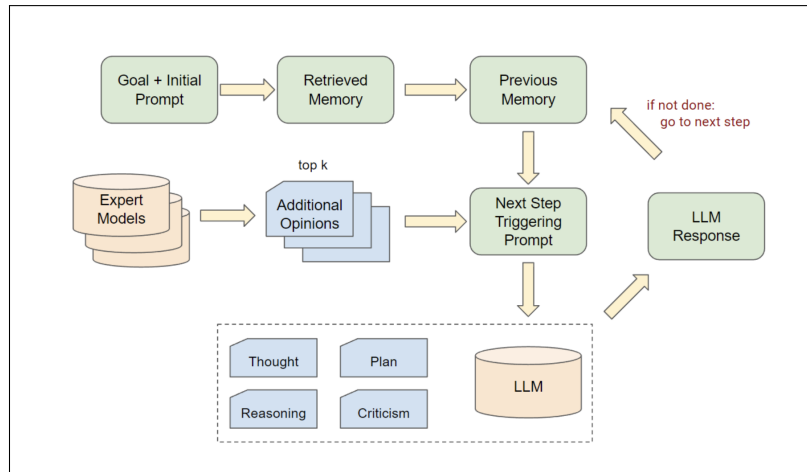 Goal + Initial
Prompt
Retrieved
Memory
Previous
Memory
if not done:
go to next step
top k
Expert
Models
Additional
Opinions
Next Step
Triggering
Prompt
LLM
Response
Thought
Plan
LLM
Reasoning
Criticism